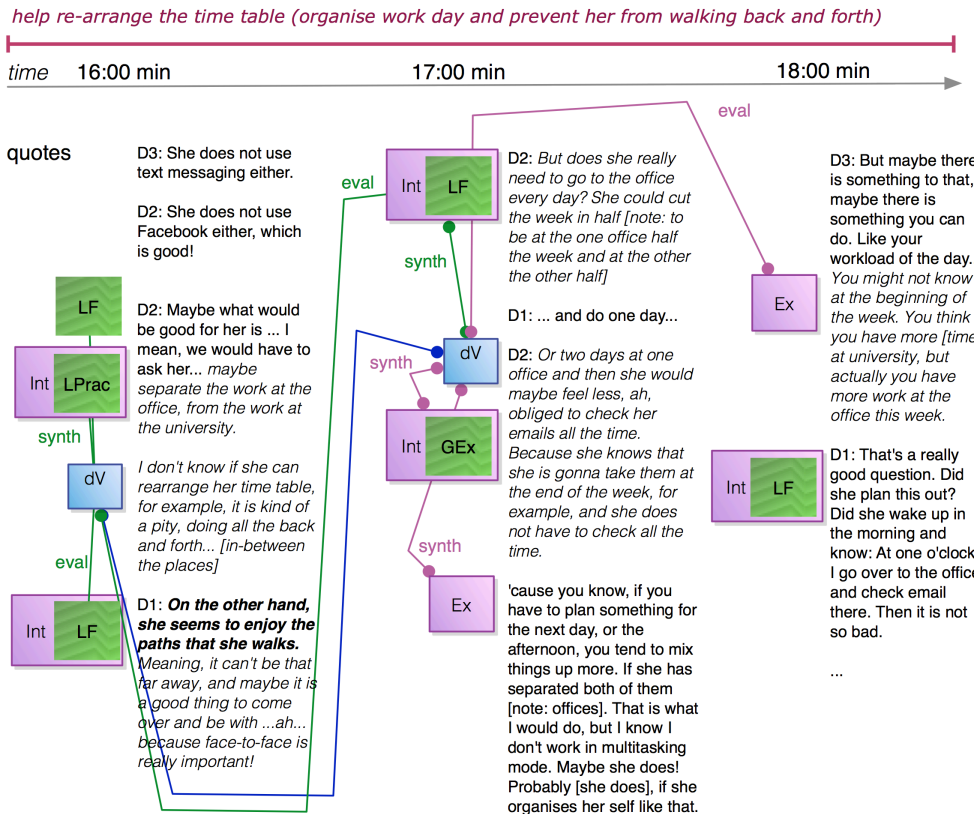 help re-arrange the time table (organise work day and prevent her from walking back and forth)
time
16:00 min
17:00 min
18:00 min
quotes
D3: She does not use
text messaging either.
D2: She does not use
Facebook either, which
is good!
LF
Int
LPrac
synth
dV
eval
Int
LF
D2: Maybe what would
be good for her is ... I
mean, we would have to
ask her... maybe
separate the work at the
office, from the work at
the university.
I don't know if she can
rearrange her time table,
for example, it is kind of
a pity, doing all the back
and forth... [in-between
the places]
D1: On the other hand,
she seems to enjoy the
paths that she walks.
Meaning, it can't be that
far away, and maybe it is
a good thing to come
over and be with ...ah...
because face-to-face is
really important!
eval
Int
LF
synth
dV
synth
Int
GEx
synth
Ex
D2: But does she really
need to go to the office
every day? She could cut
the week in half [note: to
be at the one office half
the week and at the other
the other half]
D1: ... and do one day...
D2: Or two days at one
office and then she would
maybe feel less, ah,
obliged to check her
emails all the time.
Because she knows that
she is gonna take them at
the end of the week, for
example, and she does
not have to check all the
time.
'cause you know, if you
have to plan something for
the next day, or the
afternoon, you tend to mix
things up more. If she has
separated both of them
[note: offices]. That is what
I would do, but I know I
don't work in multitasking
mode. Maybe she does!
Probably [she does], if she
organises her self like that.
eval
Ex
Int
LF
D3: But maybe there
is something to that,
maybe there is
something you can
do. Like your
workload of the day.
You might not know
at the beginning of
the week. You think
you have more [time
at university, but
actually you have
more work at the
office this week.
D1: That's a really
good question. Did
she plan this out?
Did she wake up in
the morning and
know: At one o'clock
I go over to the office
and check email
there. Then it is not
so bad.
...